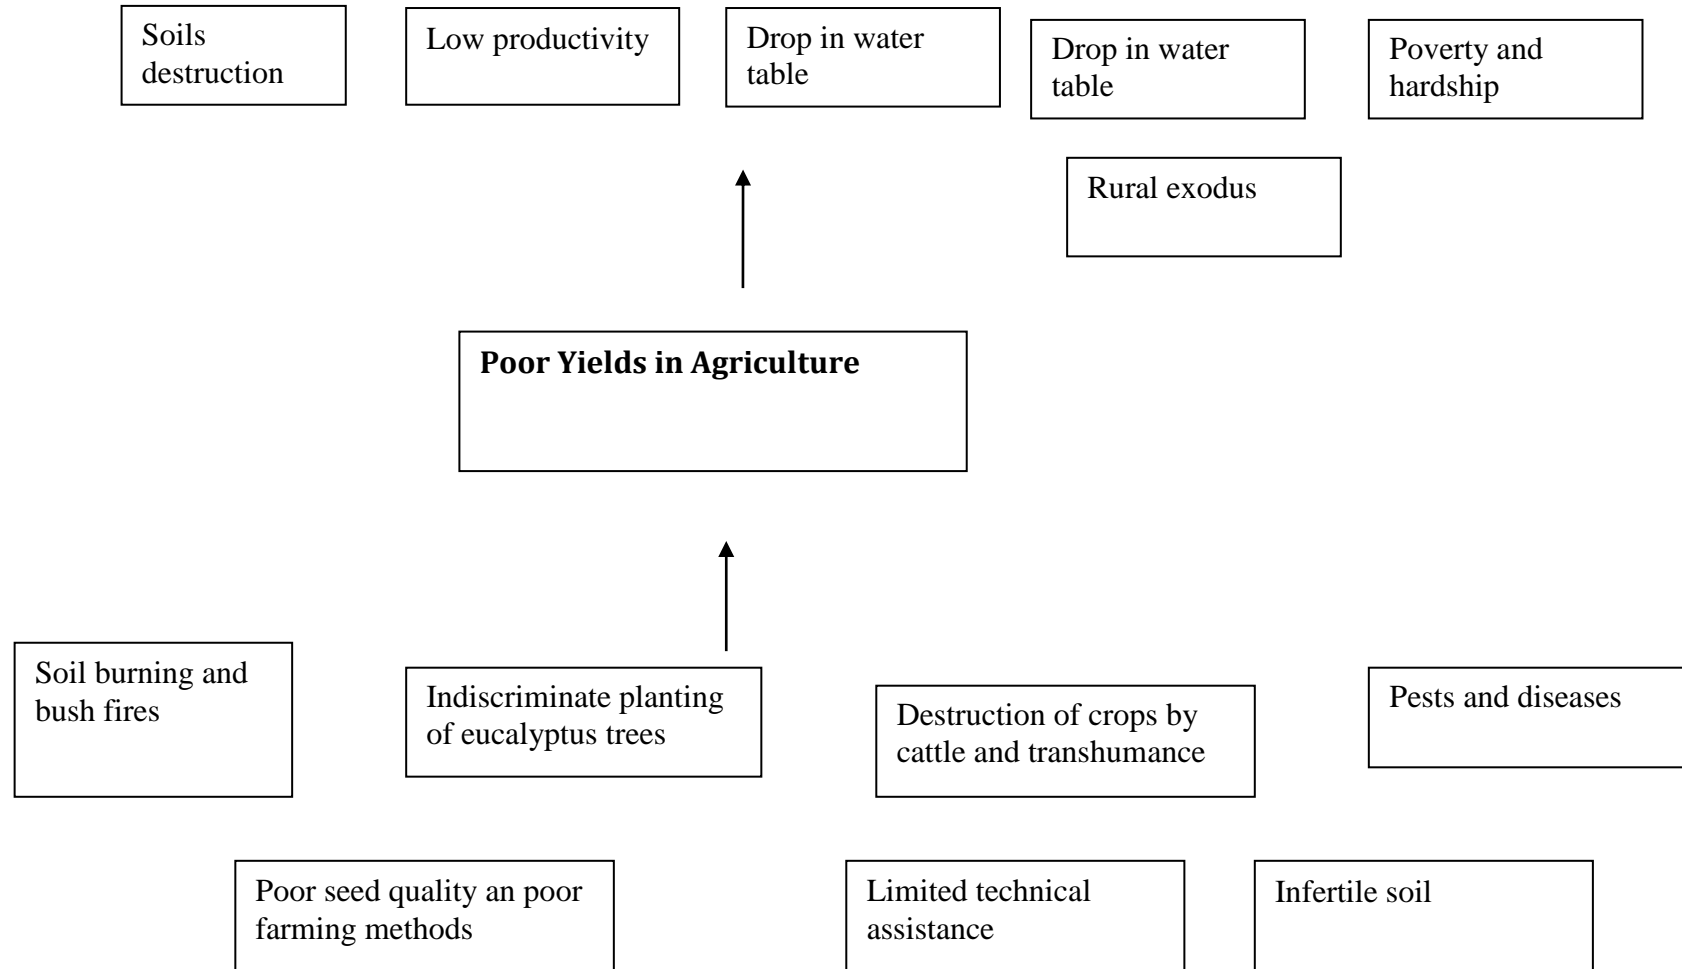 Soils
destruction
Low productivity
Drop in water
table
Drop in water
table
Poverty and
hardship
Rural exodus
Poor Yields in Agriculture
Soil burning and
bush fires
Indiscriminate planting
of eucalyptus trees
Destruction of crops by
cattle and transhumance
Pests and diseases
Poor seed quality an poor
farming methods
Limited technical
assistance
Infertile soil